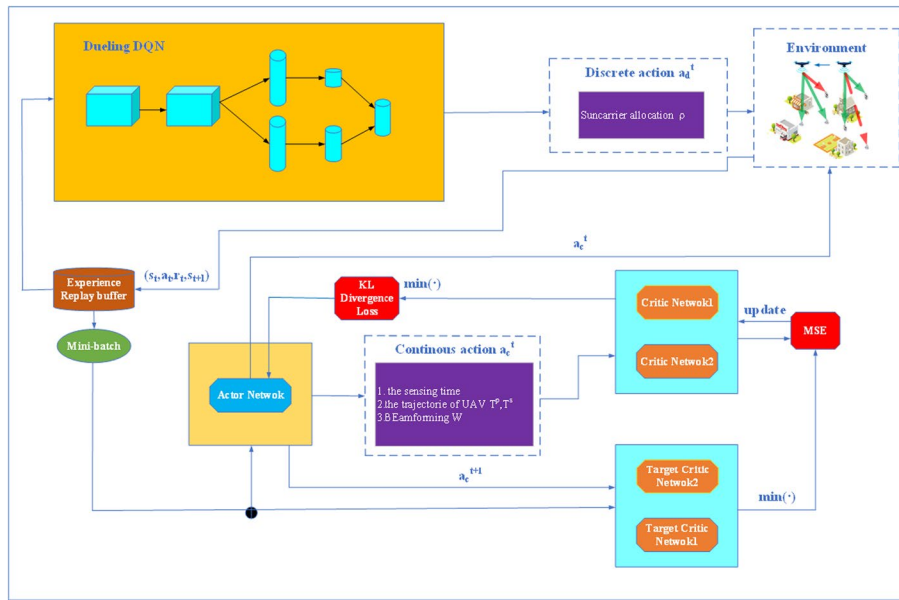 Dueling DQN
Discrete action a_d^t
Suncarrier allocation ρ
Environment
a_c^t
(s_t,a_t,r_t,s_{t+1})
Experience
Replay buffer
Mini-batch
KL
Divergence
Loss
min(·)
Critic Netwok1
Critic Netwok2
update
MSE
Actor Netwok
Continous action a_c^t
1. the sensing time
2.the trajectorie of UAV T^p,T^s
3.BEamforming W
a_c^{t+1}
Target Critic
Netwok2
Target Critic
Netwok1
min(·)